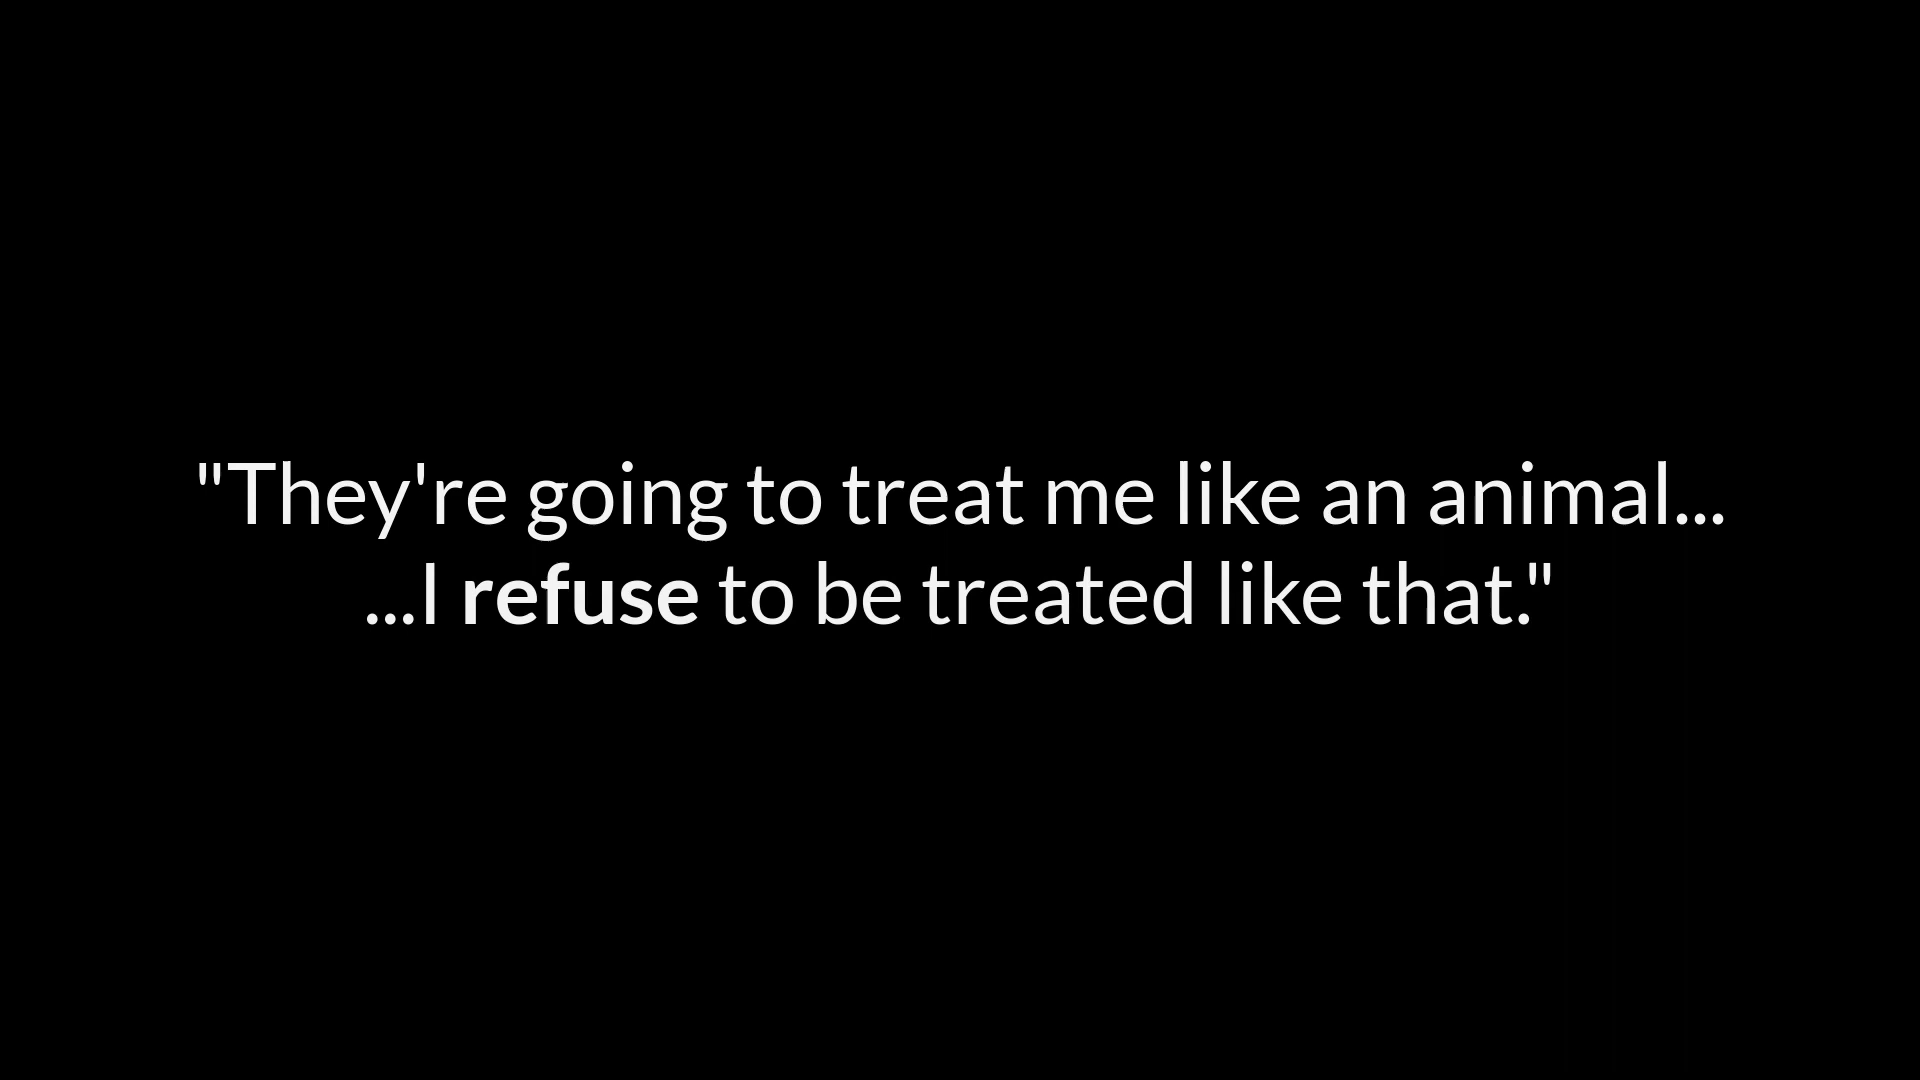 "They're going to treat me like an animal...
...I refuse to be treated like that."